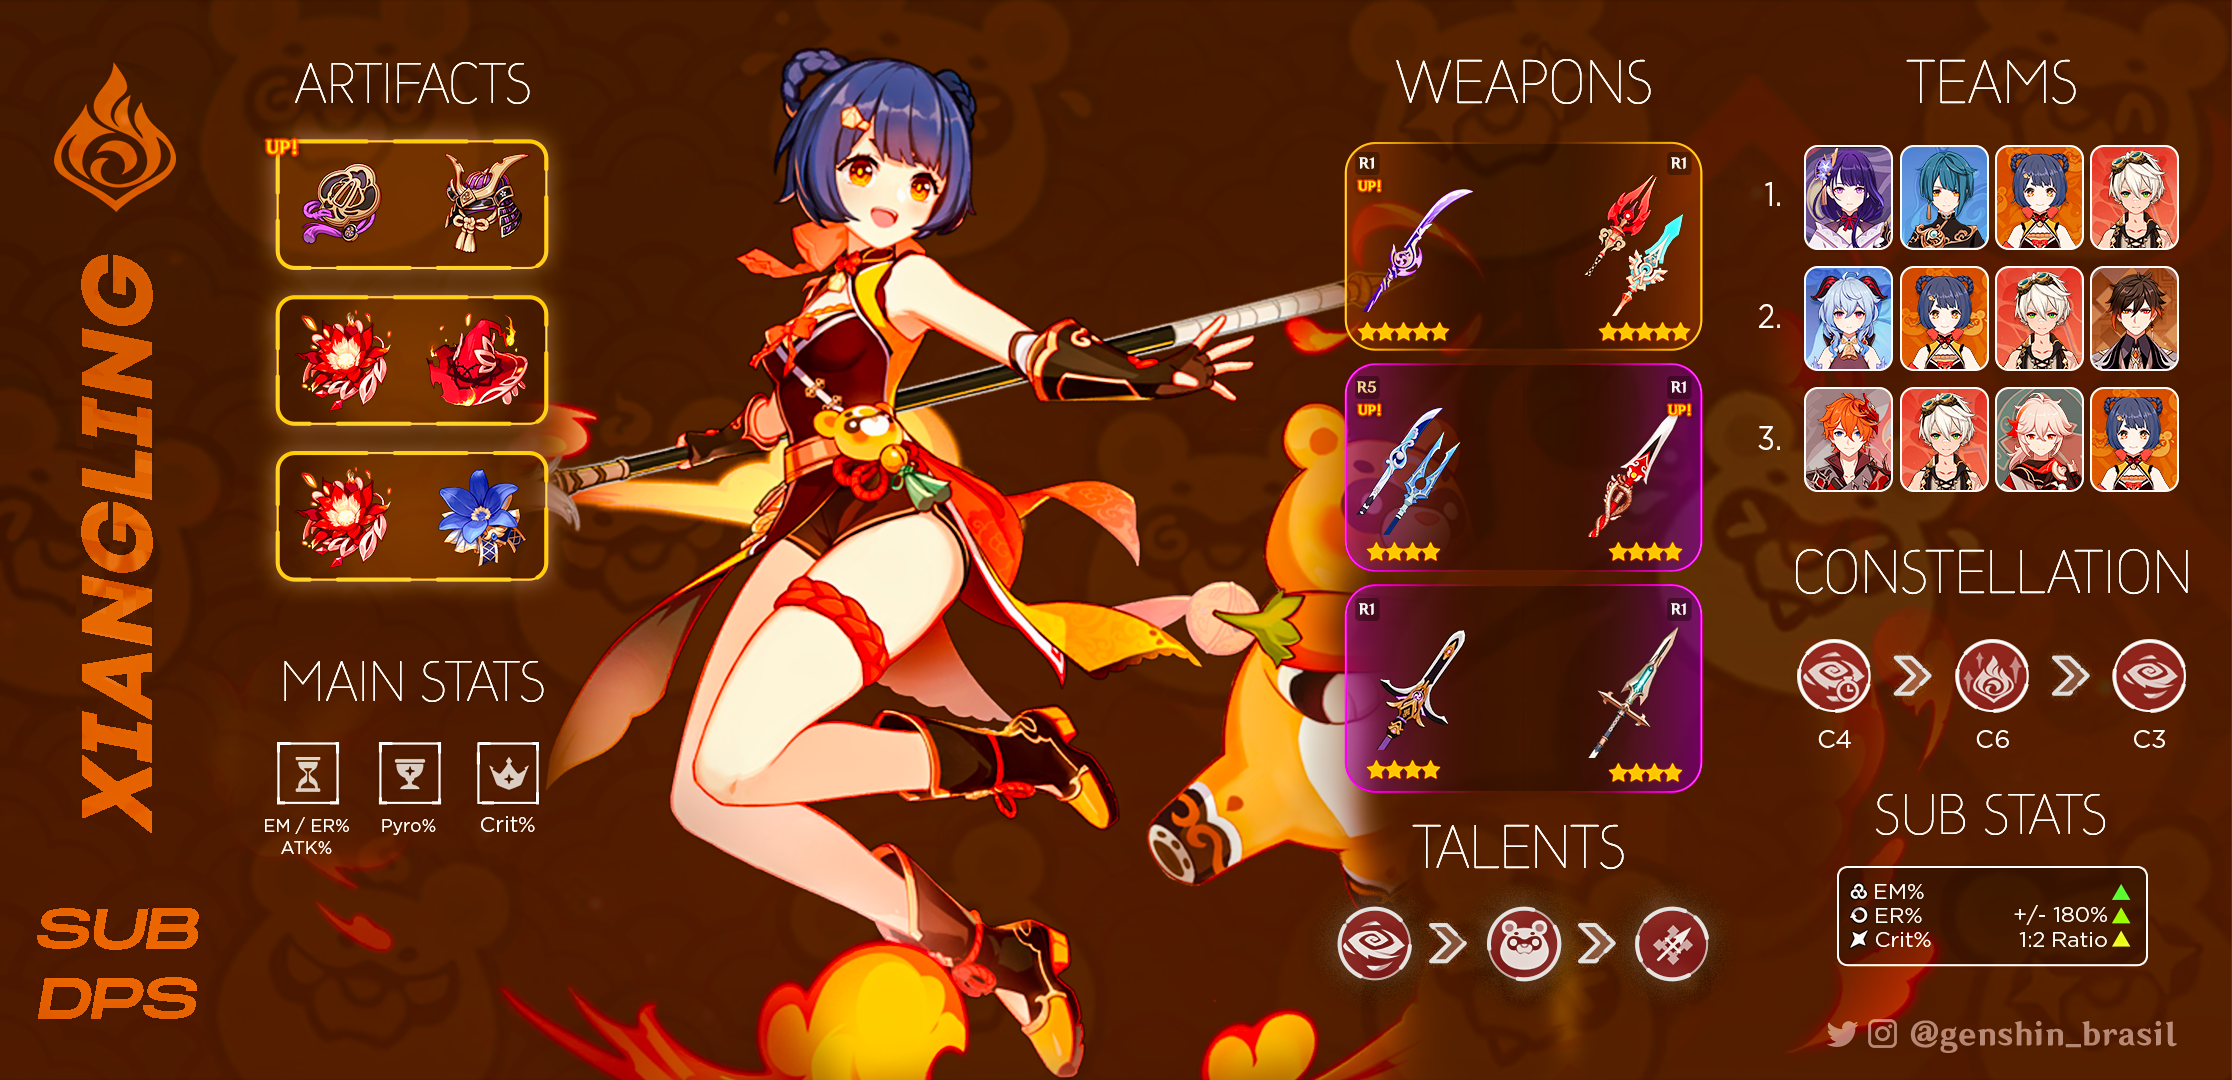 XIANGLING
SUB
DPS
ARTIFACTS
UP!
MAIN STATS
EM / ER%
ATK%
Pyro%
Crit%
WEAPONS
R1
UP!
R1
R5
UP!
R1
UP!
R1
R1
TALENTS
TEAMS
1.
2.
3.
CONSTELLATION
C4
C6
C3
SUB STATS
EM%
ER% +/- 180%
Crit% 1:2 Ratio
@genshin_brasil